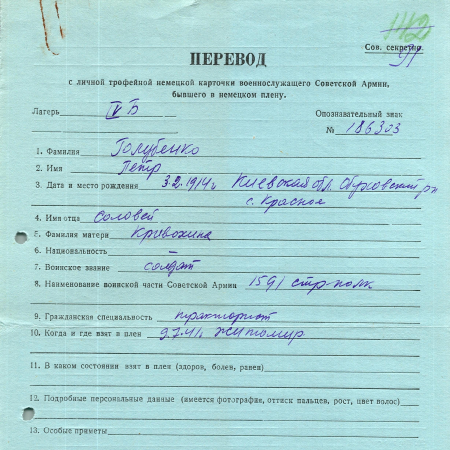 142
Сов. секретно
91
ПЕРЕВОД
с личной трофейной немецкой карточки военнослужащего Советской Армии,
бывшего в немецком плену.
Лагерь IV Б Опознавательный знак
№ 186303
1. Фамилия Голубенко
2. Имя Петр
3. Дата и место рождения 3.2.1914г. Киевская обл. Обуховский р-н
с. Красное
4. Имя отца Соловей
5. Фамилия матери Кривохина
6. Национальность —
7. Воинское звание солдат
8. Наименование воинской части Советской Армии 1591 стр-полк
9. Гражданская специальность тракторист
10. Когда и где взят в плен 9.7.41. Житомир
11. В каком состоянии взят в плен (здоров, болен, ранен)
12. Подробные персональные данные (имеется фотография, оттиск пальцев, рост, цвет волос)
13. Особые приметы